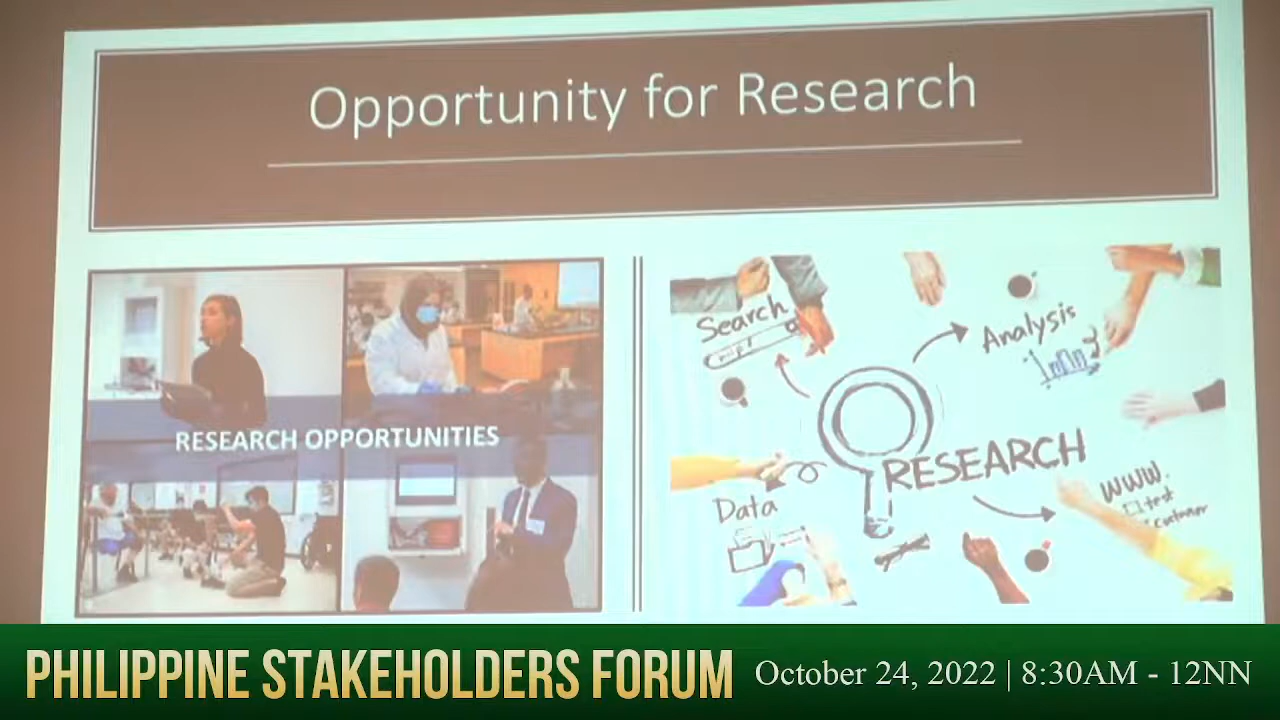 Opportunity for Research
RESEARCH OPPORTUNITIES
Search
Analysis
RESEARCH
Data
WWW.
test
PHILIPPINE STAKEHOLDERS FORUM
October 24, 2022 | 8:30AM - 12NN